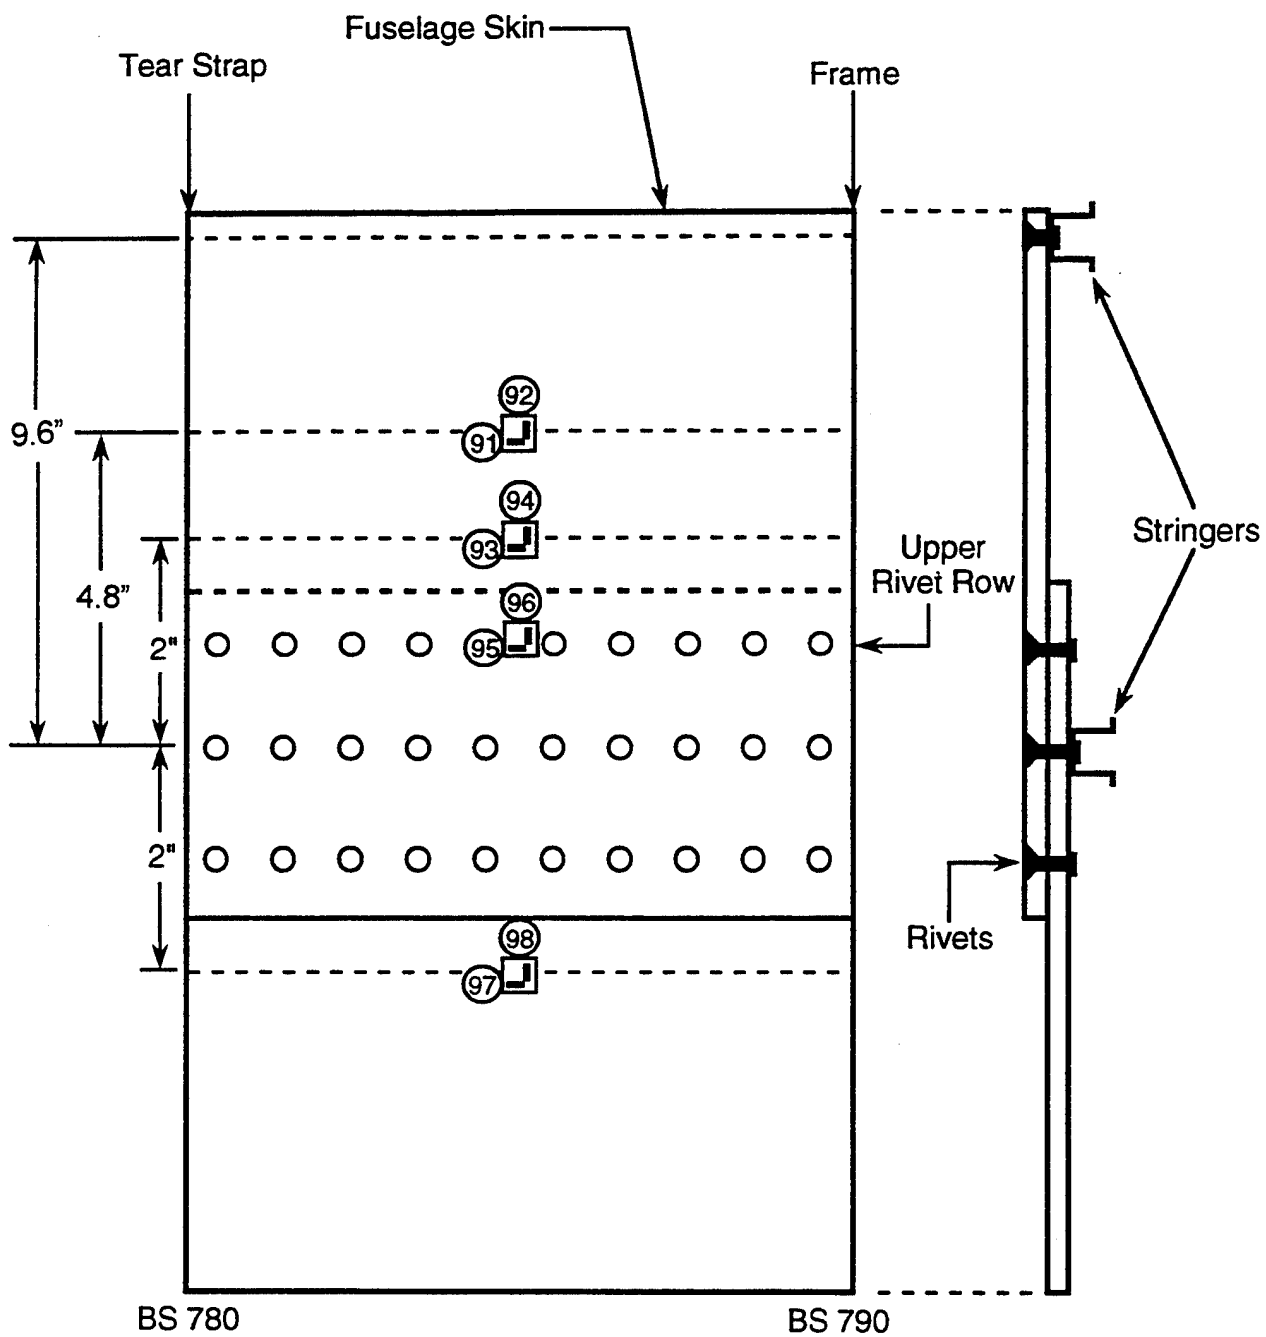 Fuselage Skin
Tear Strap
Frame
92
9.6”
91
94
Stringers
Upper
Rivet Row
93
4.8”
96
2"
95
2"
Rivets
98
97
BS 780
BS 790